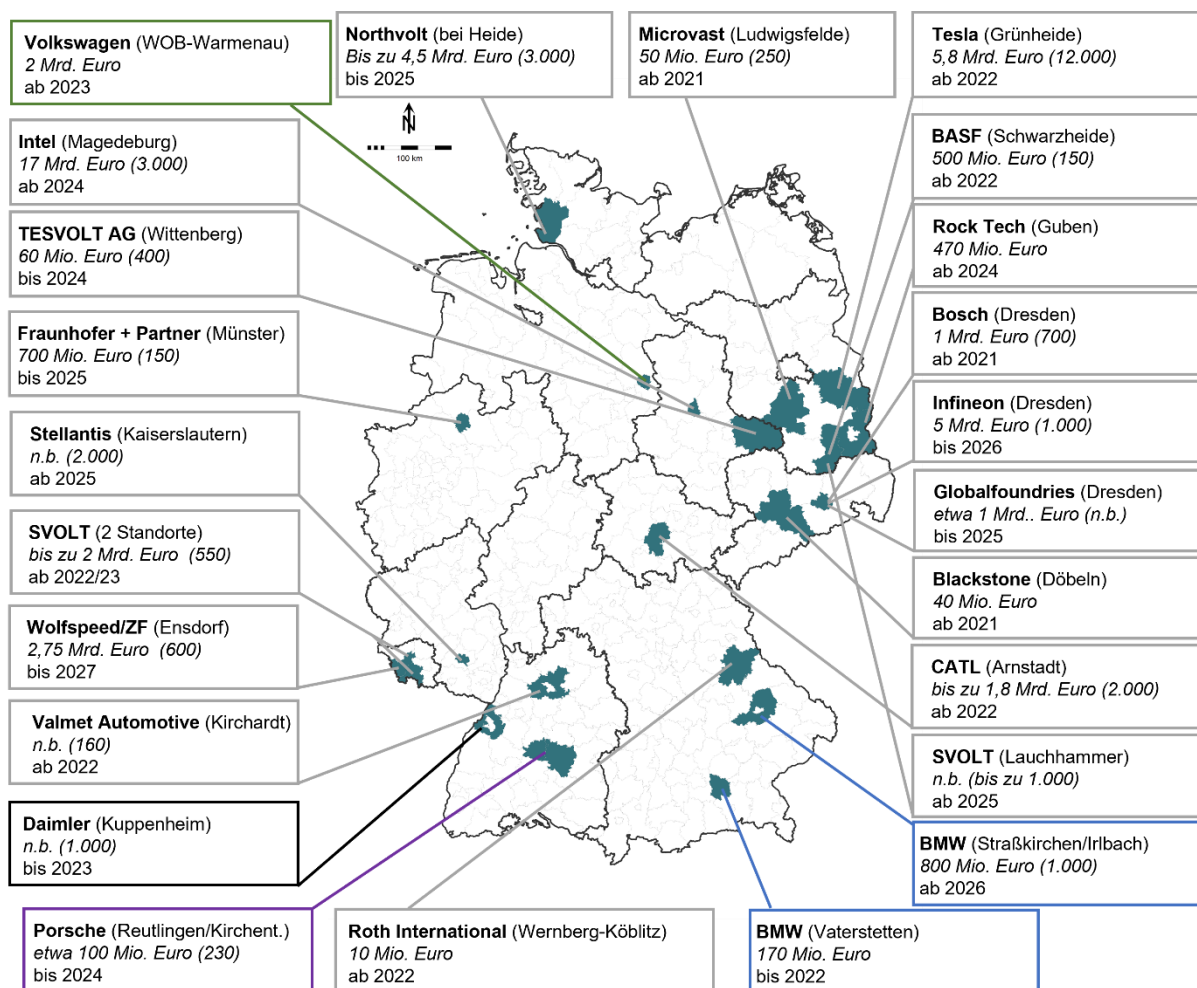 Volkswagen (WOB-Warmenau)
2 Mrd. Euro
ab 2023
Northvolt (bei Heide)
Bis zu 4,5 Mrd. Euro (3.000)
bis 2025
Microvast (Ludwigsfelde)
50 Mio. Euro (250)
ab 2021
Tesla (Grünheide)
5,8 Mrd. Euro (12.000)
ab 2022
N
100 km
Intel (Magedeburg)
17 Mrd. Euro (3.000)
ab 2024
TESVOLT AG (Wittenberg)
60 Mio. Euro (400)
bis 2024
Fraunhofer + Partner (Münster)
700 Mio. Euro (150)
bis 2025
Stellantis (Kaiserslautern)
n.b. (2.000)
ab 2025
SVOLT (2 Standorte)
bis zu 2 Mrd. Euro (550)
ab 2022/23
Wolfspeed/ZF (Ensdorf)
2,75 Mrd. Euro (600)
bis 2027
Valmet Automotive (Kirchardt)
n.b. (160)
ab 2022
Daimler (Kuppenheim)
n.b. (1.000)
bis 2023
Porsche (Reutlingen/Kirchent.)
etwa 100 Mio. Euro (230)
bis 2024
Roth International (Wernberg-Köblitz)
10 Mio. Euro
ab 2022
BMW (Vaterstetten)
170 Mio. Euro
bis 2022
BASF (Schwarzheide)
500 Mio. Euro (150)
ab 2022
Rock Tech (Guben)
470 Mio. Euro
ab 2024
Bosch (Dresden)
1 Mrd. Euro (700)
ab 2021
Infineon (Dresden)
5 Mrd. Euro (1.000)
bis 2026
Globalfoundries (Dresden)
etwa 1 Mrd.. Euro (n.b.)
bis 2025
Blackstone (Döbeln)
40 Mio. Euro
ab 2021
CATL (Arnstadt)
bis zu 1,8 Mrd. Euro (2.000)
ab 2022
SVOLT (Lauchhammer)
n.b. (bis zu 1.000)
ab 2025
BMW (Straßkirchen/Irlbach)
800 Mio. Euro (1.000)
ab 2026